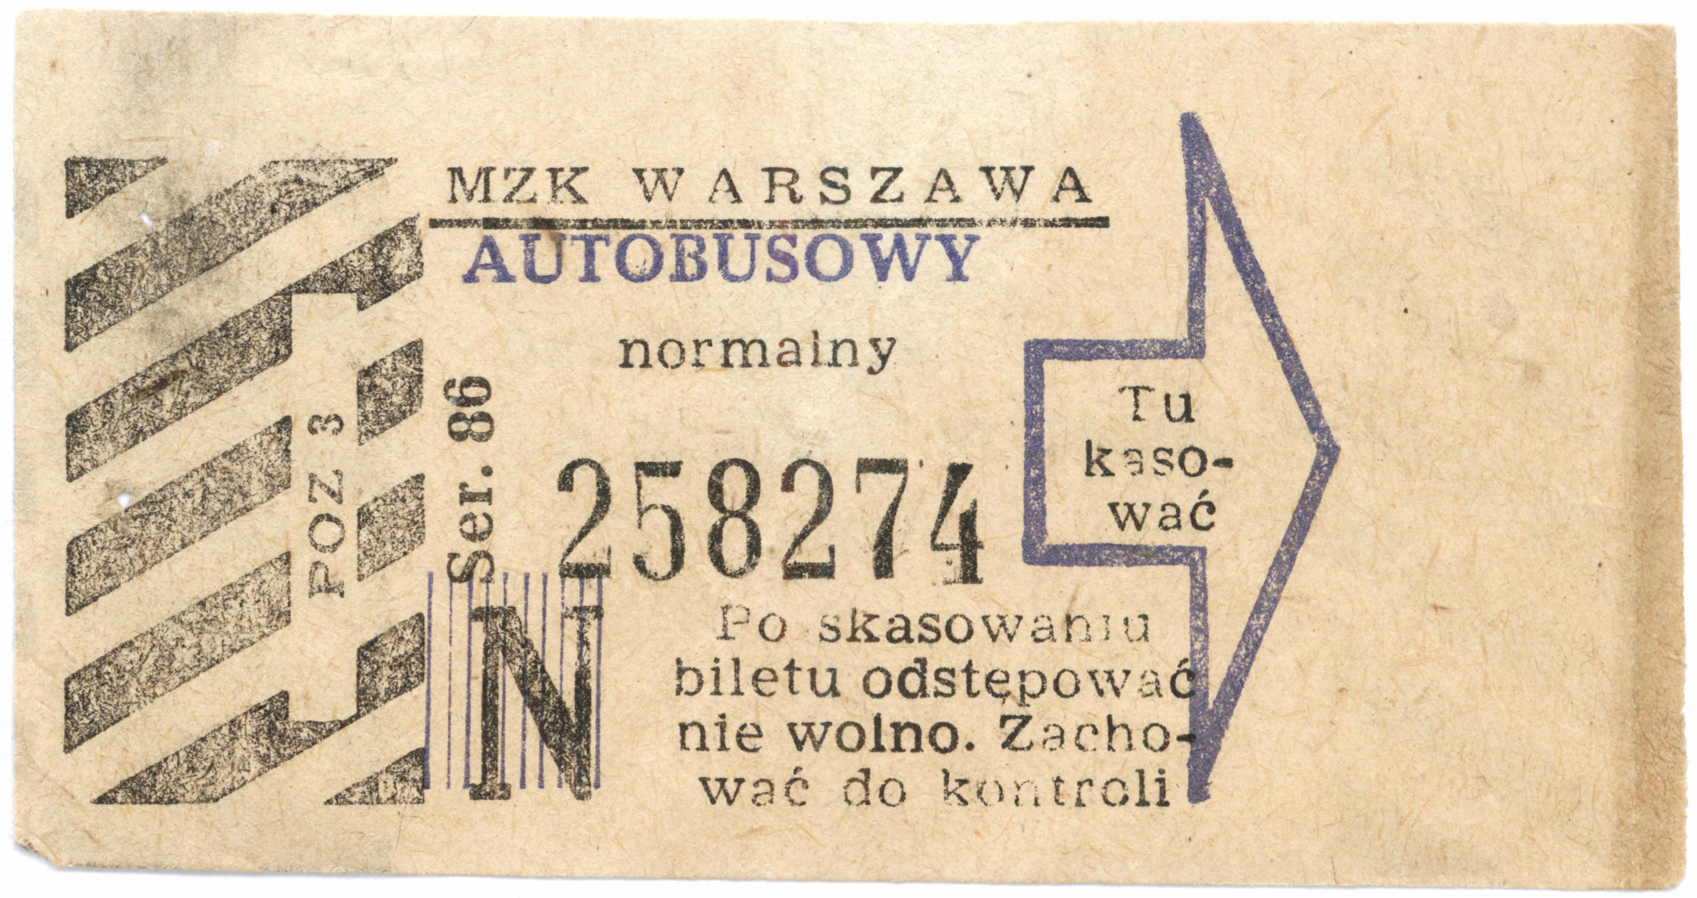 MZK WARSZAWA
AUTOBUSOWY
normalny
POZ 3
Ser. 86
258274
N
Tu
kaso-
wać
Po skasowaniu
biletu odstępować
nie wolno. Zacho-
wać do kontroli